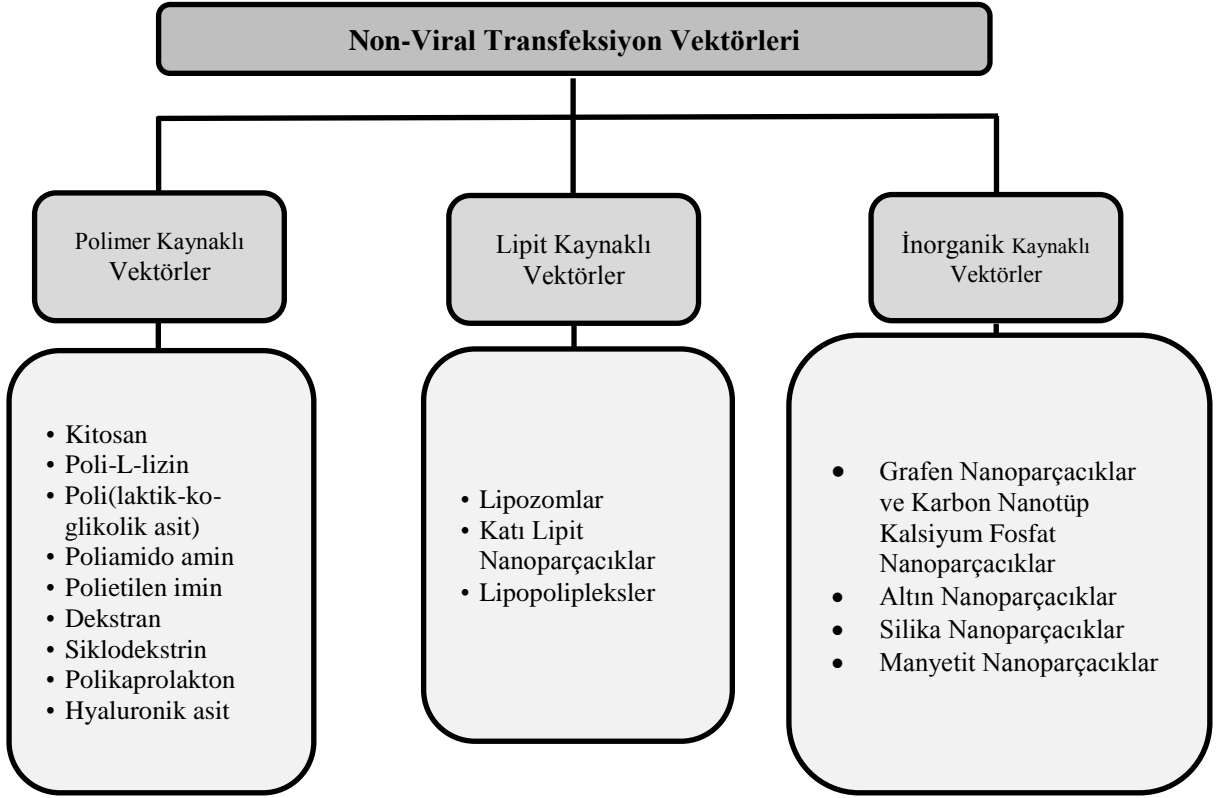 Non-Viral Transfeksiyon Vektörleri
Polimer Kaynaklı
Vektörler
• Kitosan
• Poli-L-lizin
• Poli(laktik-ko-
glikolik asit)
• Poliamido amin
• Polietilen imin
• Dekstran
• Siklodekstrin
• Polikaprolakton
• Hyaluronik asit
Lipit Kaynaklı
Vektörler
• Lipozomlar
• Katı Lipit
Nanoparçacıklar
• Lipopolipleksler
İnorganik Kaynaklı
Vektörler
• Grafen Nanoparçacıklar
ve Karbon Nanotüp
Kalsiyum Fosfat
Nanoparçacıklar
• Altın Nanoparçacıklar
• Silika Nanoparçacıklar
• Manyetit Nanoparçacıklar